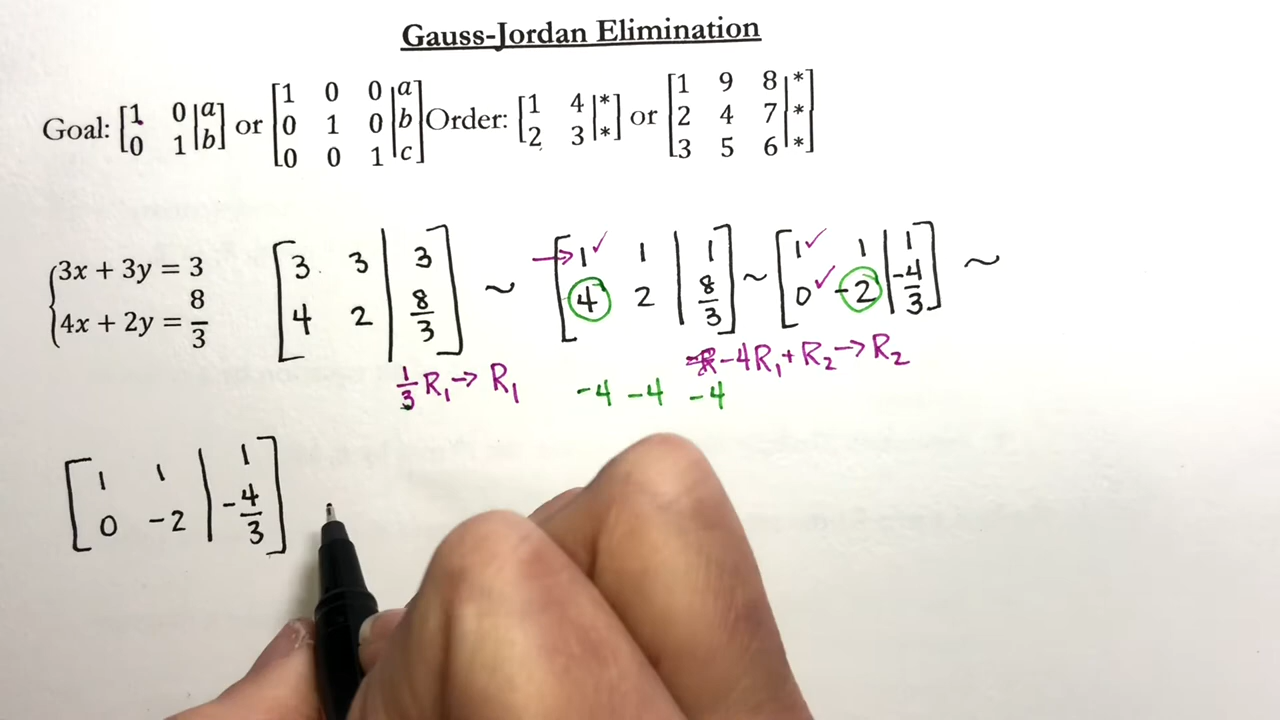 Gauss-Jordan Elimination
Goal: [1 0 | a; 0 1 | b] or [1 0 0 | a; 0 1 0 | b; 0 0 1 | c] Order: [1 4 | *; 2 3 | *] or [1 9 8 | *; 2 4 7 | *; 3 5 6 | *]
{3x + 3y = 3
4x + 2y = 8/3
[3 3 | 3; 4 2 | 8/3] ~ [→ 1 ✓ 1 | 1; 4 2 | 8/3] ~ [1 ✓ 1 | 1; 0 ✓ -2 | -4/3] ~
1/3 R₁ → R₁
-4R₁ + R₂ → R₂
-4 -4 -4
[1 1 | 1; 0 -2 | -4/3]